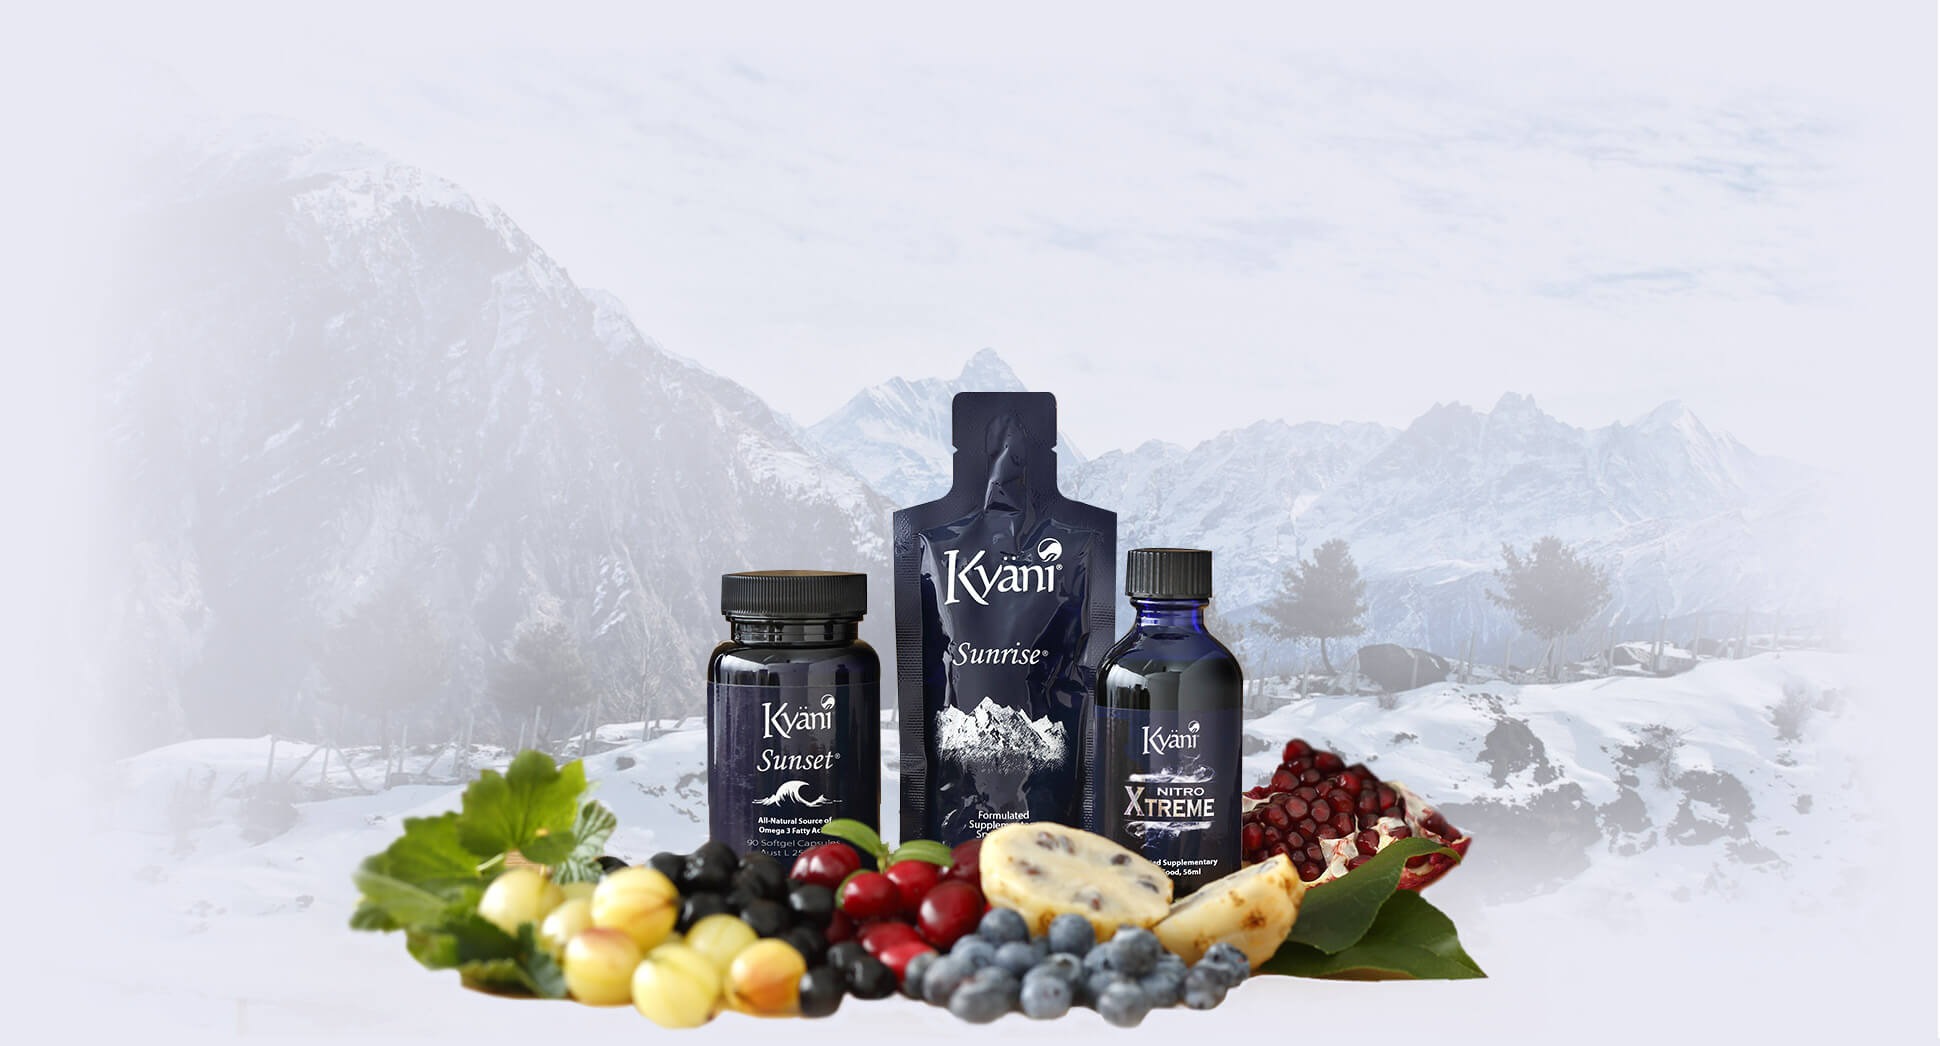 Kyäni®
Sunrise®
Formulated
Kyäni
Sunset®
All-Natural Source of
Omega 3 Fatty
90 Softgel Capsules
Aust L
Kyäni
NITRO
XTREME
Supplementary
56ml